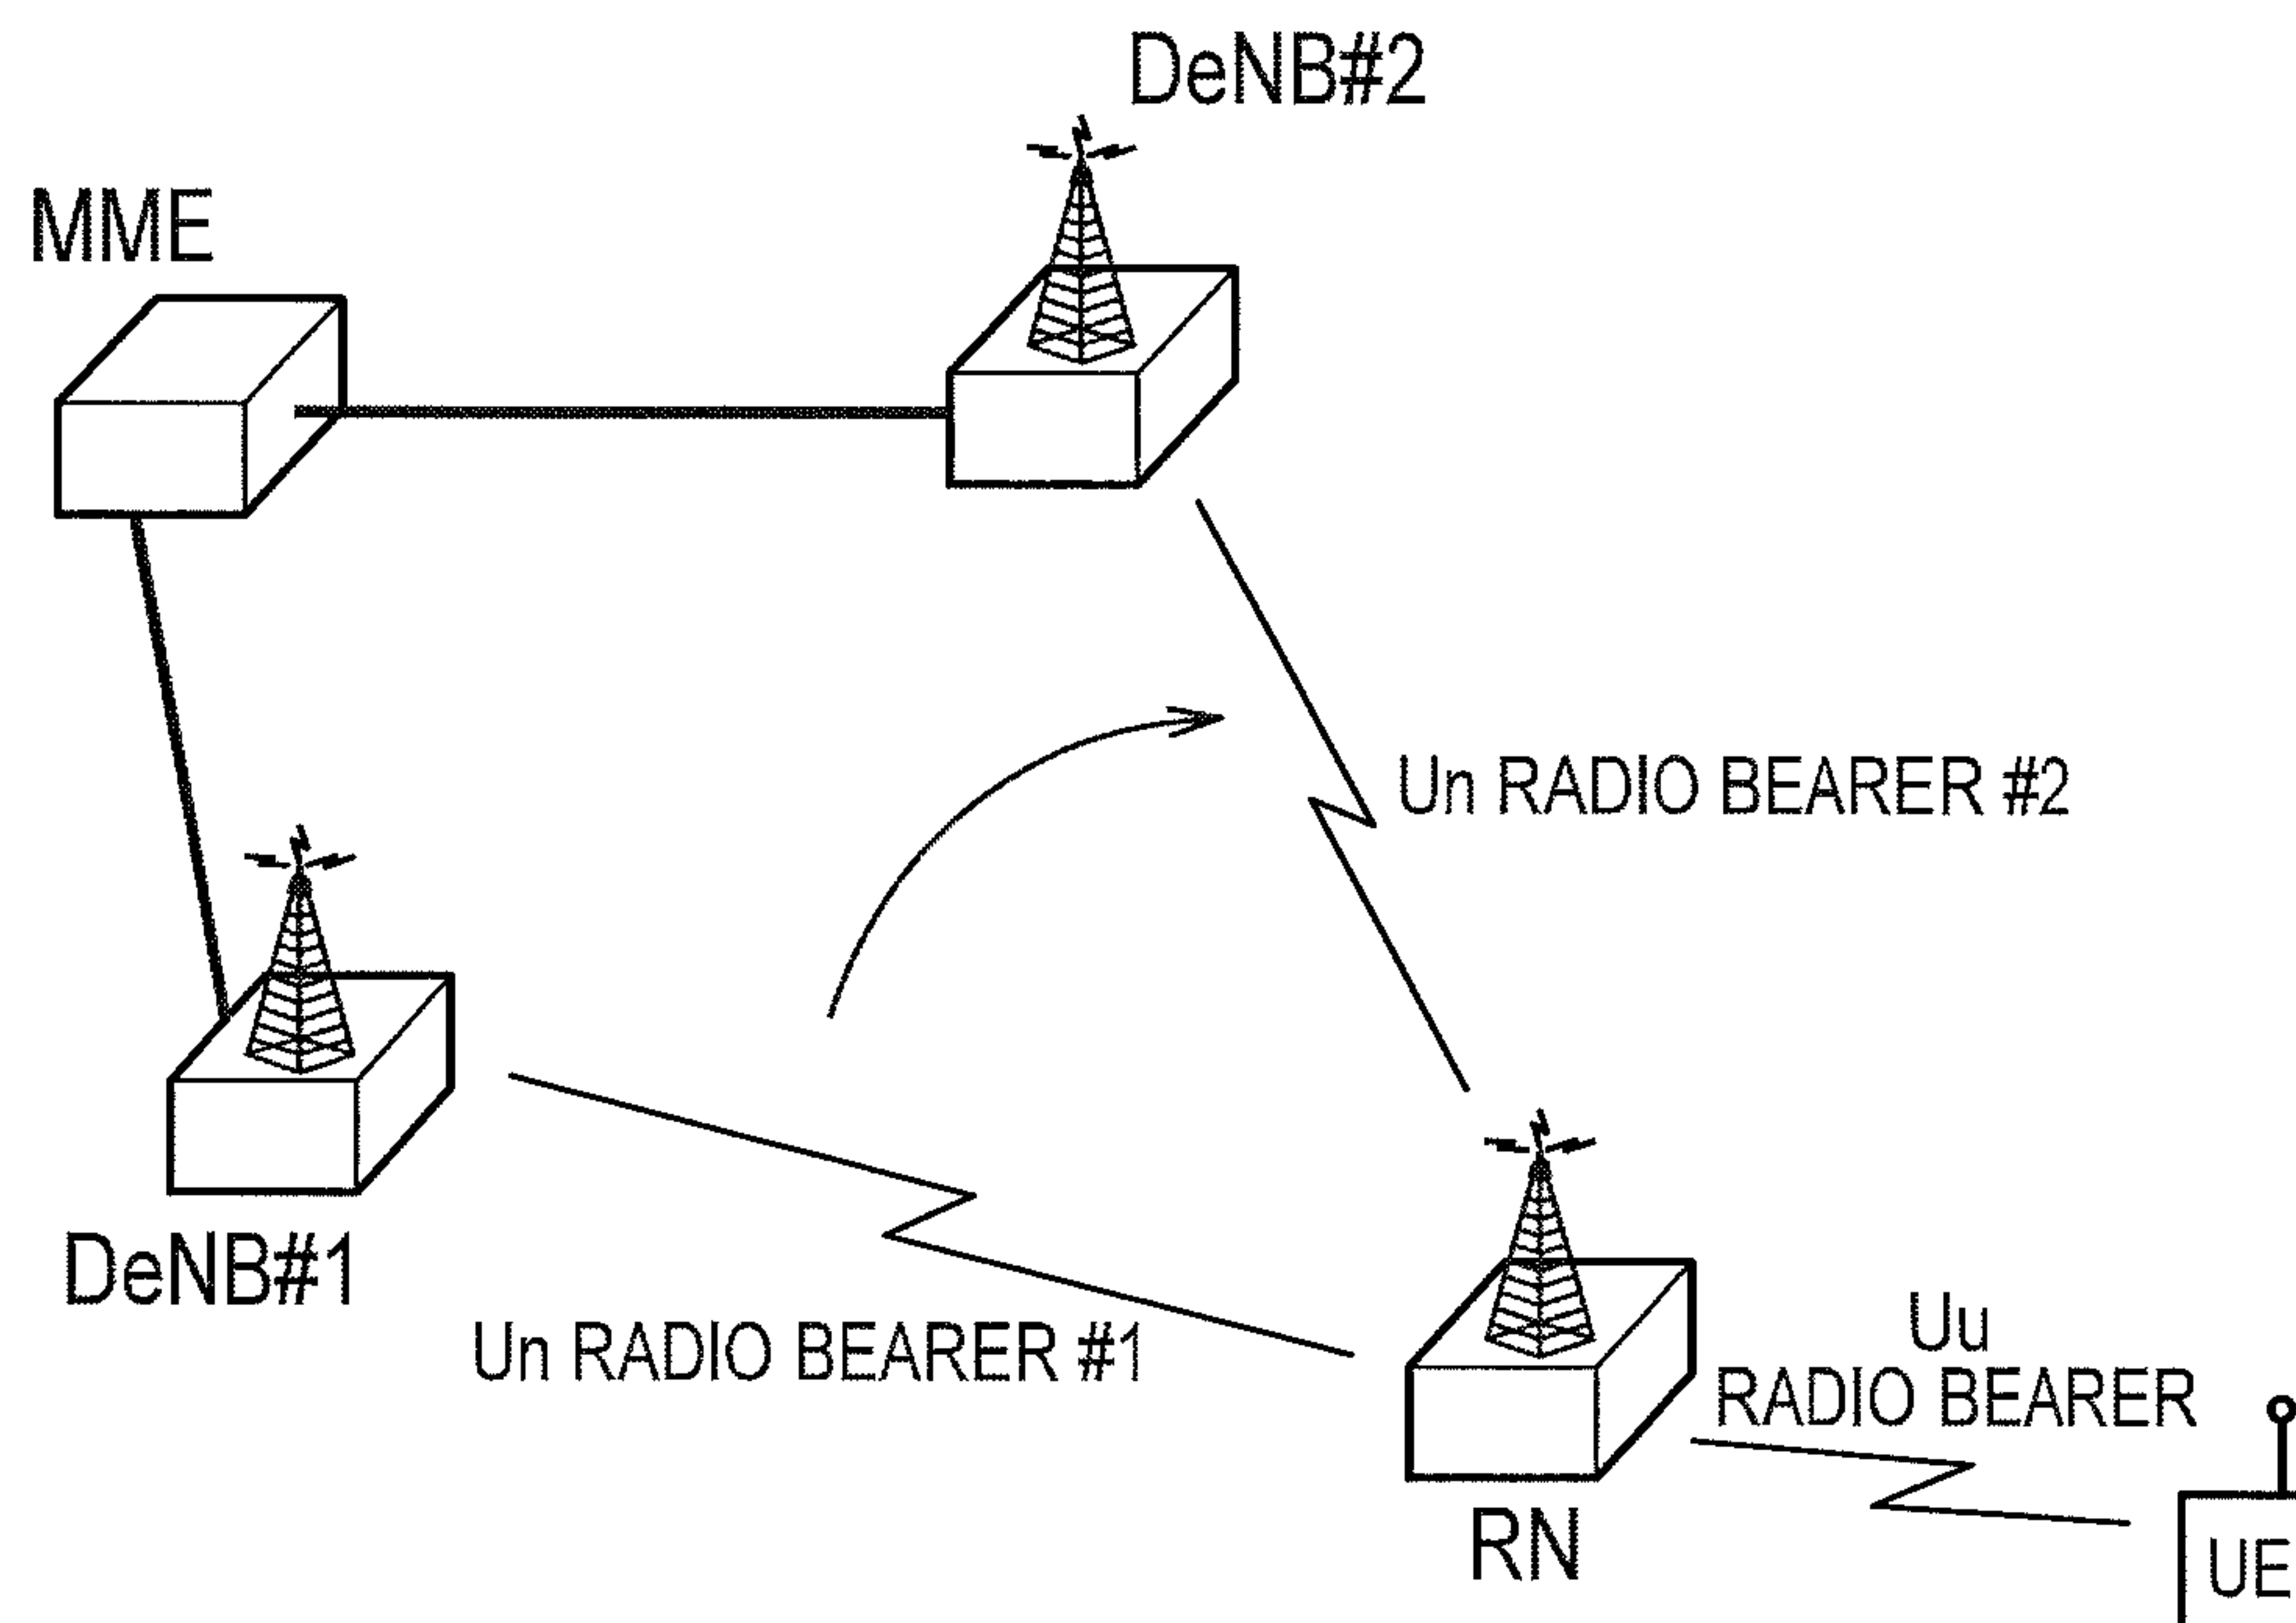 DeNB#2
MME
Un RADIO BEARER #2
DeNB#1
Un RADIO BEARER #1
Uu
RADIO BEARER
RN
UE